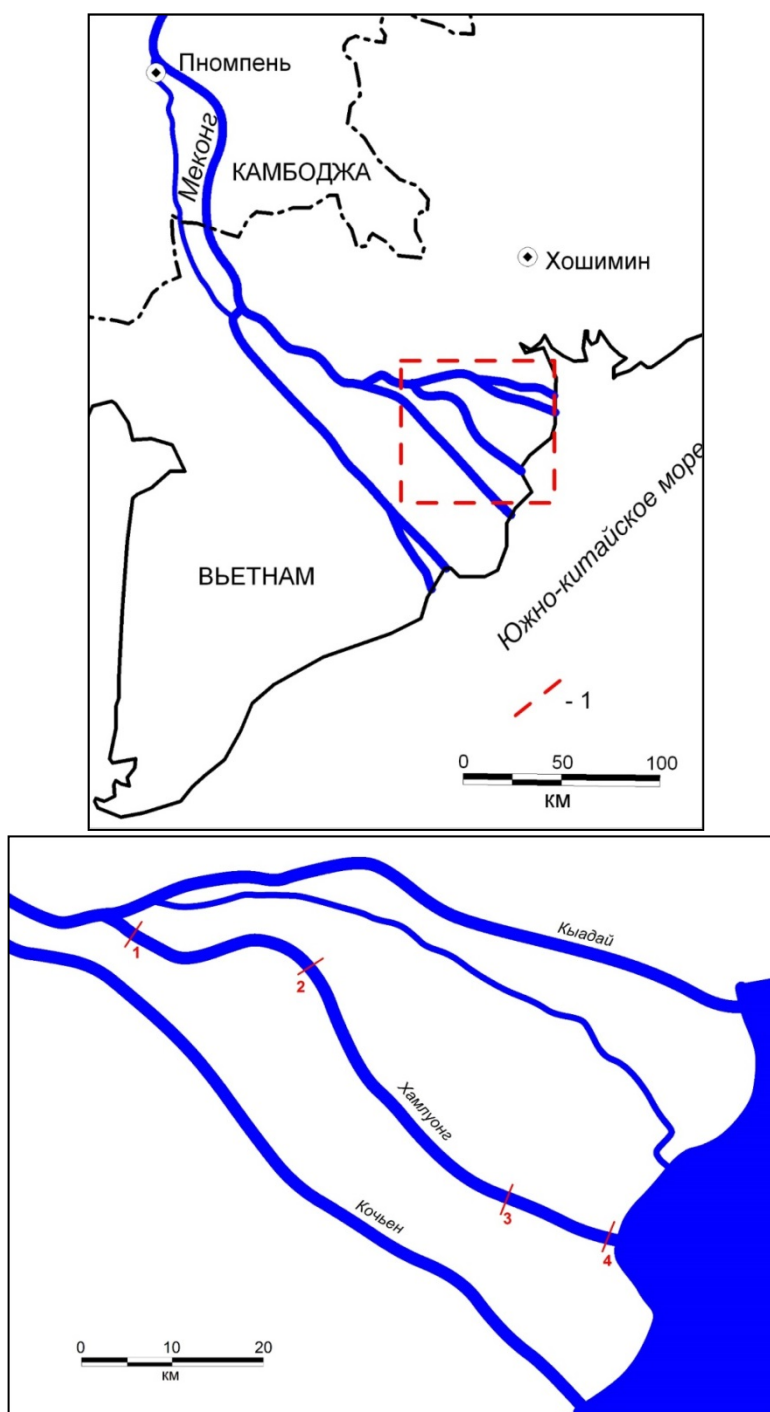 Пномпень
Меконг
КАМБОДЖА
Хошимин
ВЬЕТНАМ
Южно-китайское море
- 1
0 50 100
км
Кыадай
1
2
Хампуонг
3
4
Кочьен
0 10 20
км